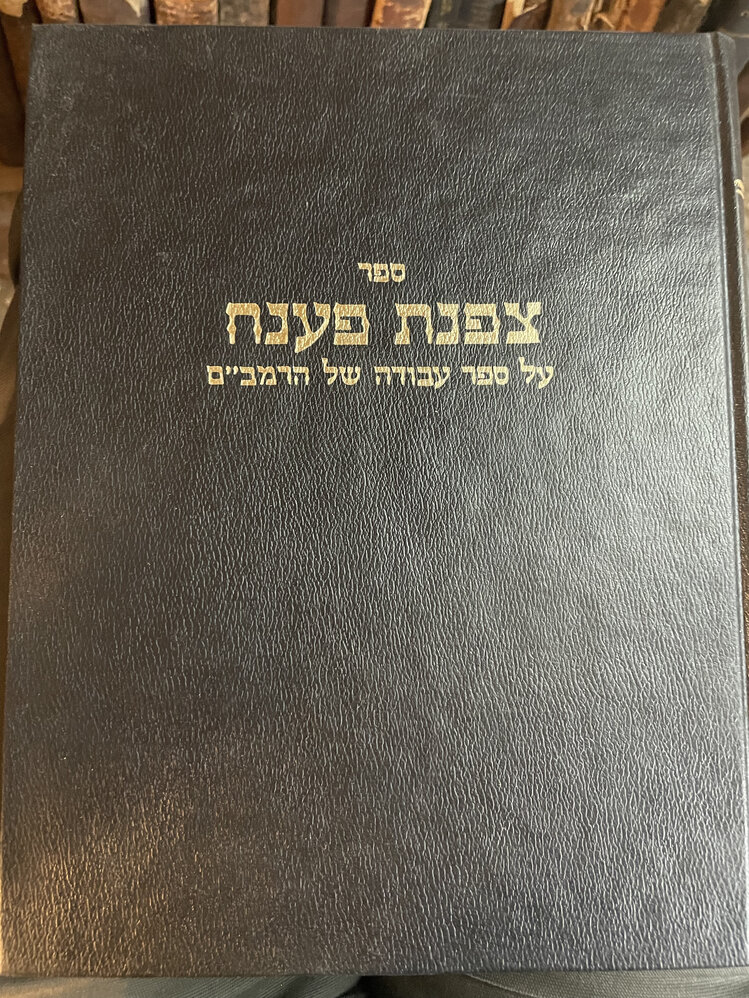 ספר
צפנת פענח
על ספר עבודה של הרמב״ם